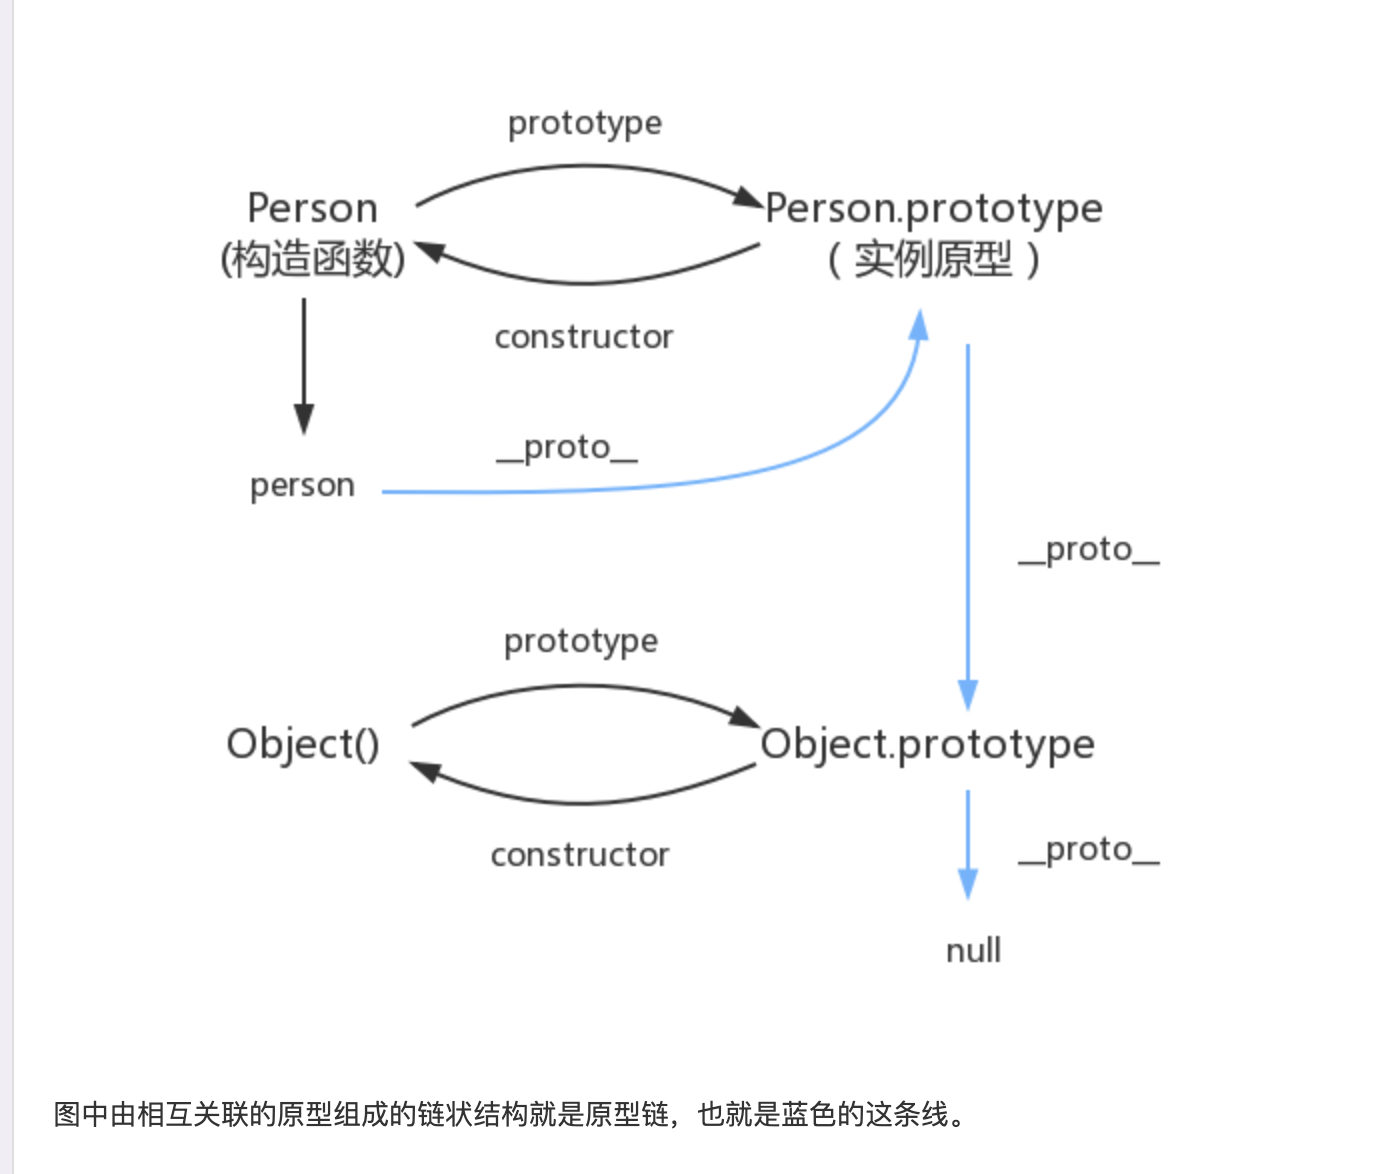 prototype
Person
Person.prototype
(构造函数)
( 实例原型 )
constructor
__proto__
person
__proto__
prototype
Object()
Object.prototype
constructor
__proto__
null
图中由相互关联的原型组成的链状结构就是原型链，也就是蓝色的这条线。